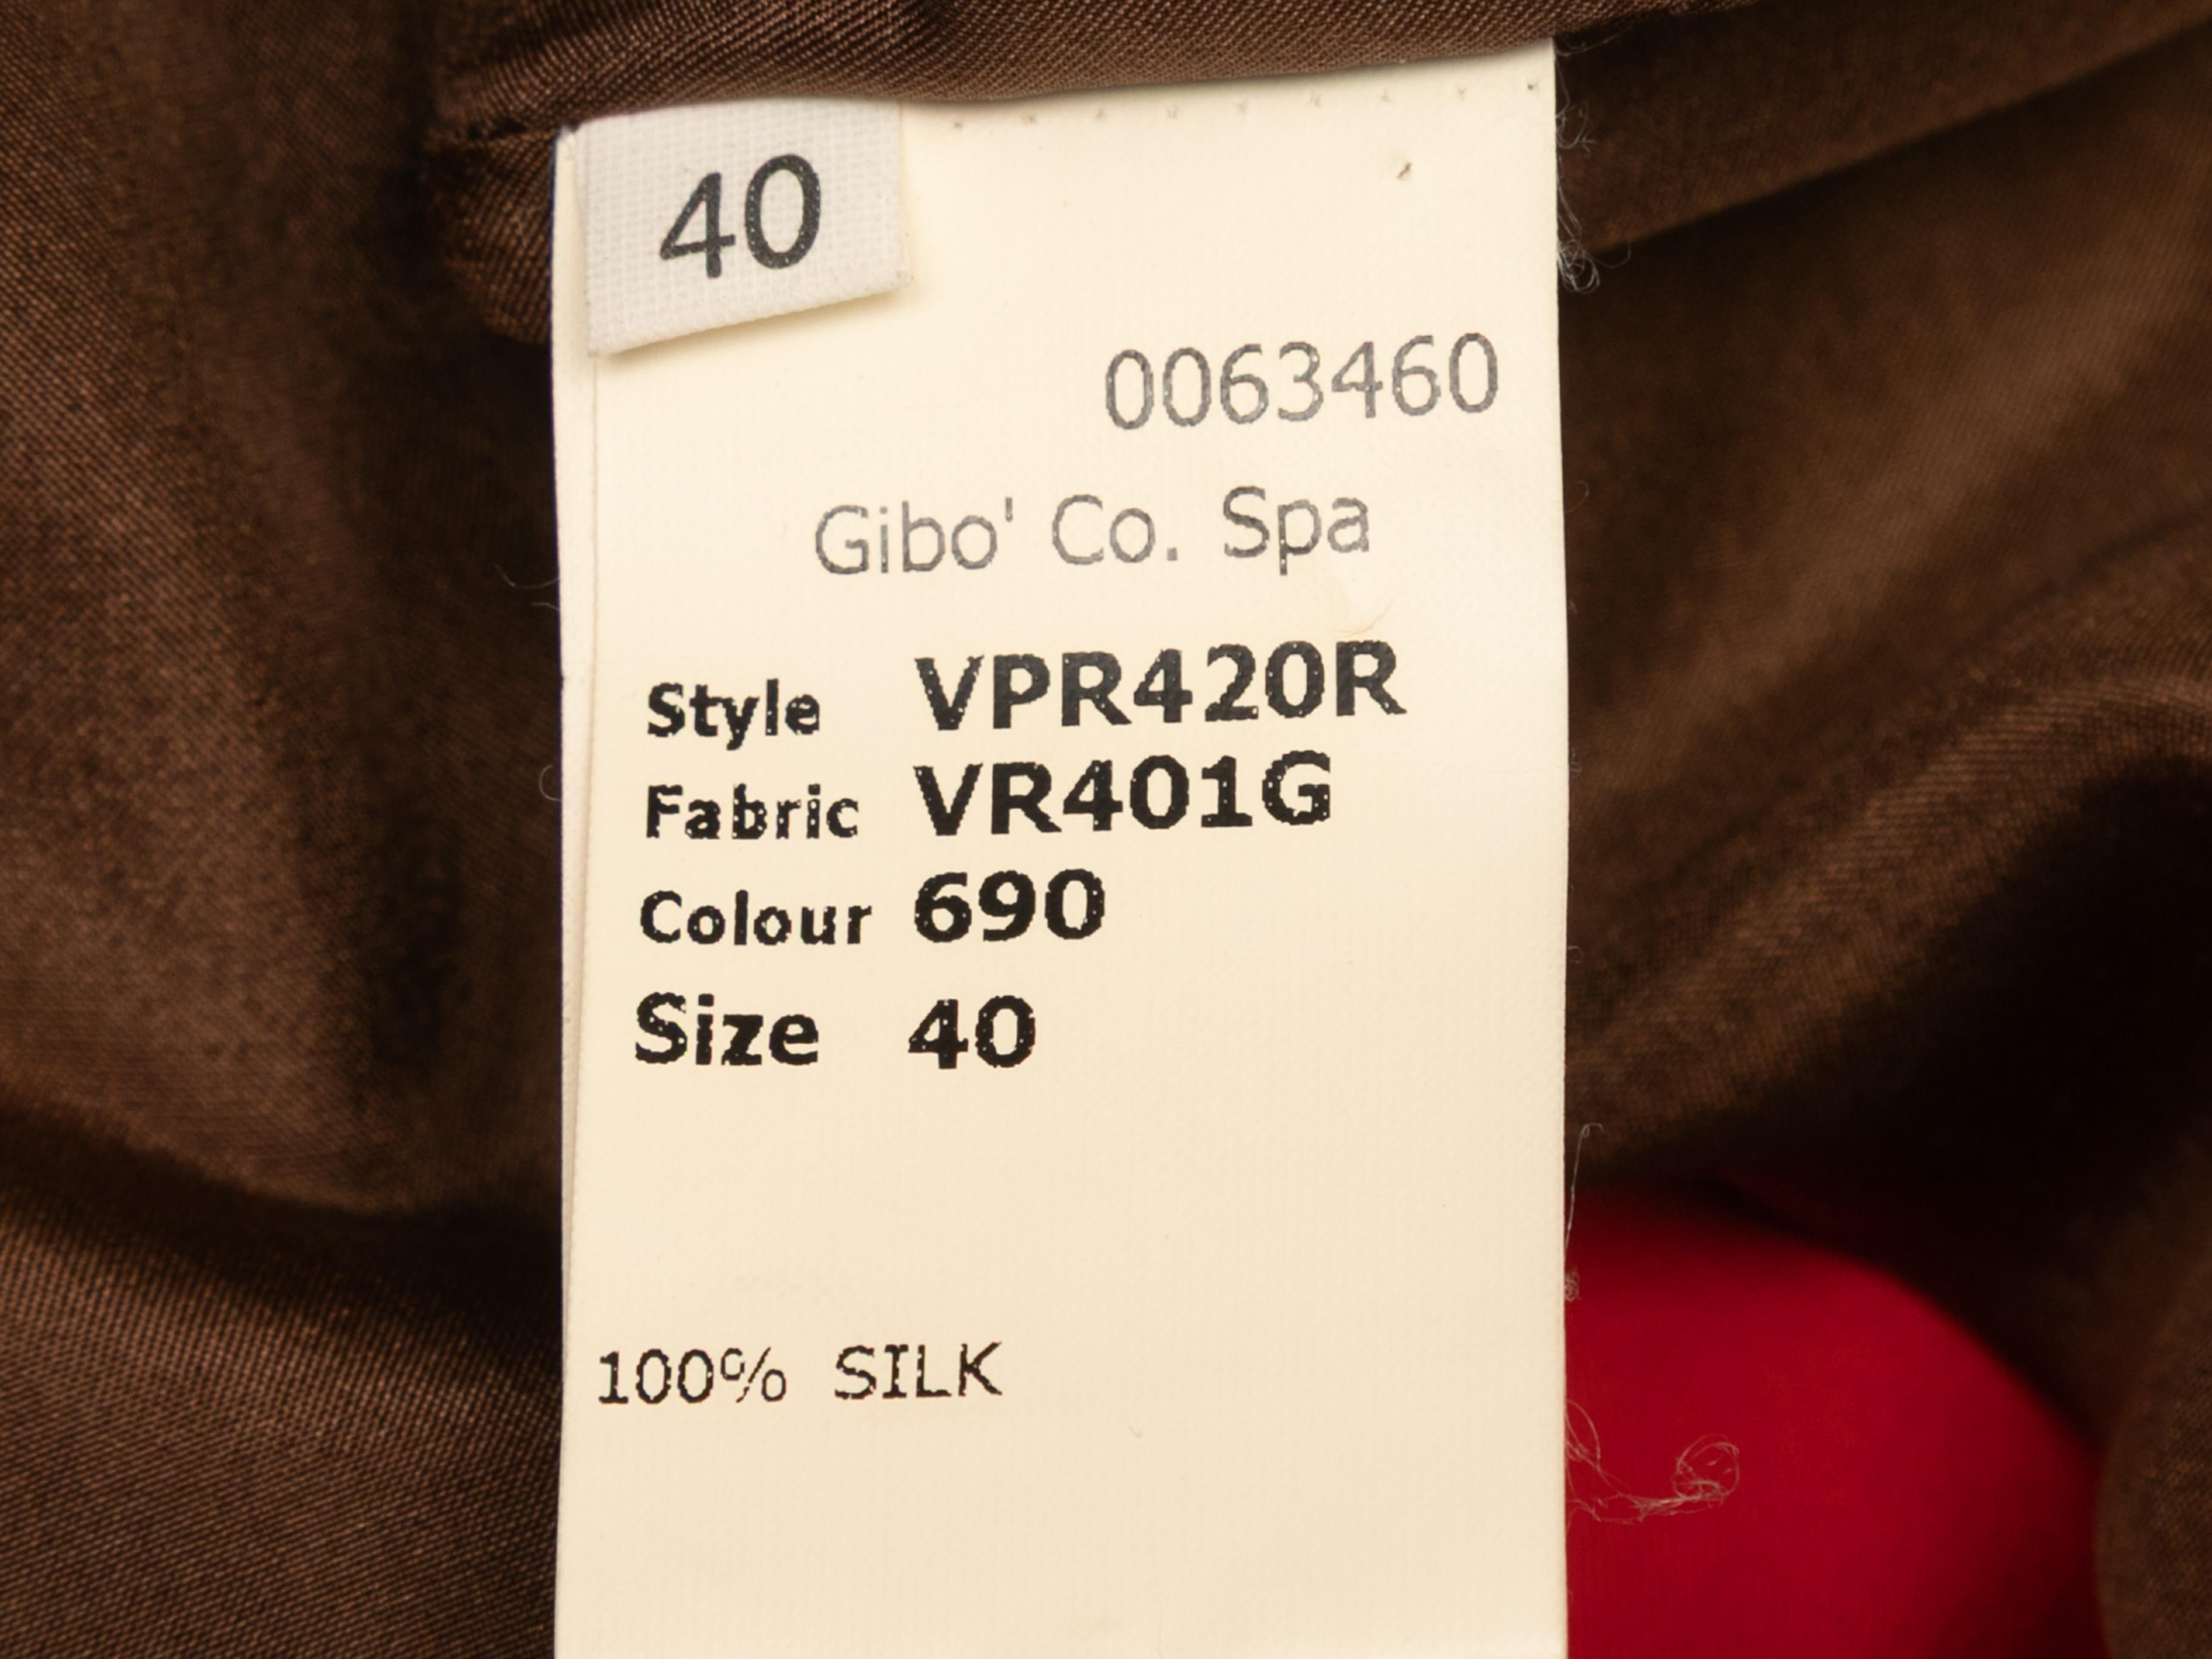 40
0063460
Gibo' Co. Spa
Style VPR420R
Fabric VR401G
Colour 690
Size 40
100% SILK